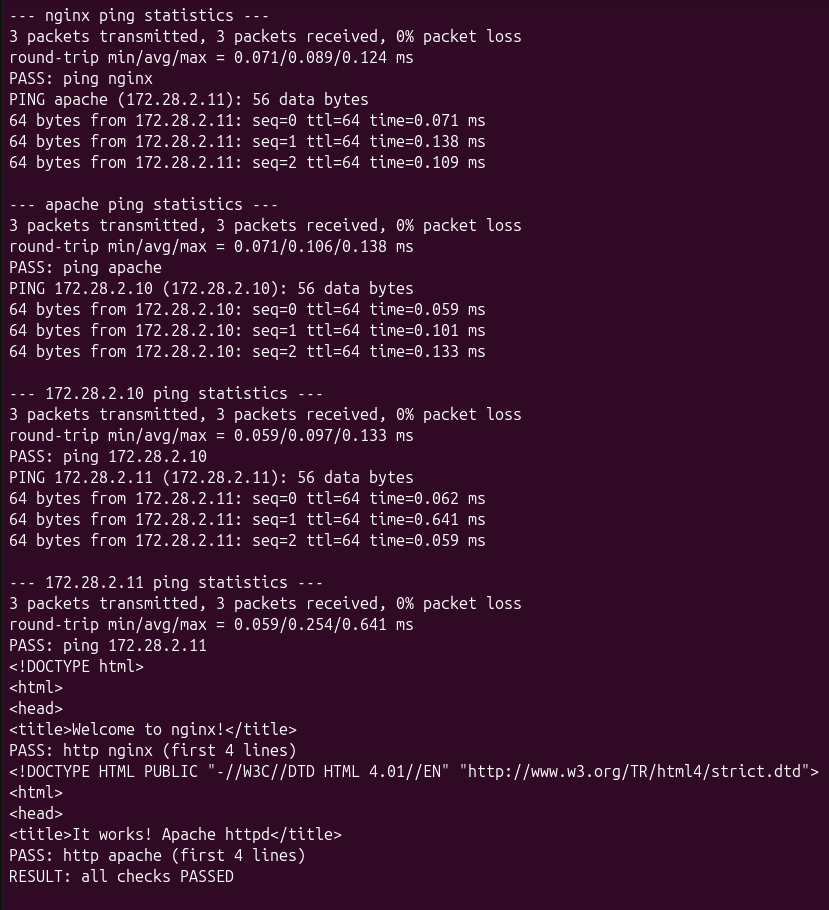 --- nginx ping statistics ---
3 packets transmitted, 3 packets received, 0% packet loss
round-trip min/avg/max = 0.071/0.089/0.124 ms
PASS: ping nginx
PING apache (172.28.2.11): 56 data bytes
64 bytes from 172.28.2.11: seq=0 ttl=64 time=0.071 ms
64 bytes from 172.28.2.11: seq=1 ttl=64 time=0.138 ms
64 bytes from 172.28.2.11: seq=2 ttl=64 time=0.109 ms

--- apache ping statistics ---
3 packets transmitted, 3 packets received, 0% packet loss
round-trip min/avg/max = 0.071/0.106/0.138 ms
PASS: ping apache
PING 172.28.2.10 (172.28.2.10): 56 data bytes
64 bytes from 172.28.2.10: seq=0 ttl=64 time=0.059 ms
64 bytes from 172.28.2.10: seq=1 ttl=64 time=0.101 ms
64 bytes from 172.28.2.10: seq=2 ttl=64 time=0.133 ms

--- 172.28.2.10 ping statistics ---
3 packets transmitted, 3 packets received, 0% packet loss
round-trip min/avg/max = 0.059/0.097/0.133 ms
PASS: ping 172.28.2.10
PING 172.28.2.11 (172.28.2.11): 56 data bytes
64 bytes from 172.28.2.11: seq=0 ttl=64 time=0.062 ms
64 bytes from 172.28.2.11: seq=1 ttl=64 time=0.641 ms
64 bytes from 172.28.2.11: seq=2 ttl=64 time=0.059 ms

--- 172.28.2.11 ping statistics ---
3 packets transmitted, 3 packets received, 0% packet loss
round-trip min/avg/max = 0.059/0.254/0.641 ms
PASS: ping 172.28.2.11
<!DOCTYPE html>
<html>
<head>
<title>Welcome to nginx!</title>
PASS: http nginx (first 4 lines)
<!DOCTYPE HTML PUBLIC "-//W3C//DTD HTML 4.01//EN" "http://www.w3.org/TR/html4/strict.dtd">
<html>
<head>
<title>It works! Apache httpd</title>
PASS: http apache (first 4 lines)
RESULT: all checks PASSED